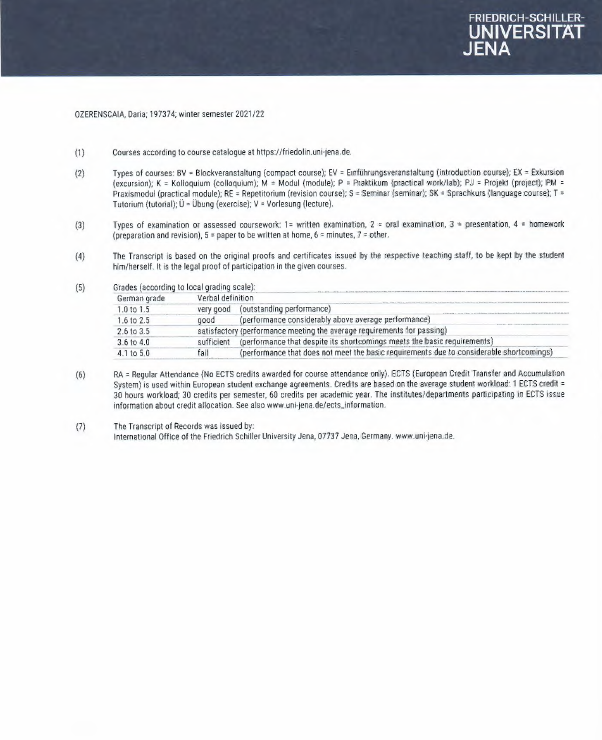 FRIEDRICH-SCHILLER-
UNIVERSITÄT
JENA
OZERENSCAIA, Daria; 197374; winter semester 2021/22
(1) Courses according to course catalogue at https://friedolin.uni-jena.de.
(2) Types of courses: BV = Blockveranstaltung (compact course); EV = Einführungsveranstaltung (introduction course); EX = Exkursion
(excursion); K = Kolloquium (colloquium); M = Modul (module); P = Praktikum (practical work/lab); PJ = Projekt (project); PM =
Praxismodul (practical module); RE = Repetitorium (revision course); S = Seminar (seminar); SK = Sprachkurs (language course); T =
Tutorium (tutorial); Ü = Übung (exercise); V = Vorlesung (lecture).
(3) Types of examination or assessed coursework: 1= written examination, 2 = oral examination, 3 = presentation, 4 = homework
(preparation and revision), 5 = paper to be written at home, 6 = minutes, 7 = other.
(4) The Transcript is based on the original proofs and certificates issued by the respective teaching staff, to be kept by the student
him/herself. It is the legal proof of participation in the given courses.
(5) Grades (according to local grading scale):
German grade Verbal definition
1.0 to 1.5 very good (outstanding performance)
1.6 to 2.5 good (performance considerably above average performance)
2.6 to 3.5 satisfactory (performance meeting the average requirements for passing)
3.6 to 4.0 sufficient (performance that despite its shortcomings meets the basic requirements)
4.1 to 5.0 fail (performance that does not meet the basic requirements due to considerable shortcomings)
(6) RA = Regular Attendance (No ECTS credits awarded for course attendance only). ECTS (European Credit Transfer and Accumulation
System) is used within European student exchange agreements. Credits are based on the average student workload: 1 ECTS credit =
30 hours workload; 30 credits per semester, 60 credits per academic year. The institutes/departments participating in ECTS issue
information about credit allocation. See also www.uni-jena.de/ects_information.
(7) The Transcript of Records was issued by:
International Office of the Friedrich Schiller University Jena, 07737 Jena, Germany. www.uni-jena.de.